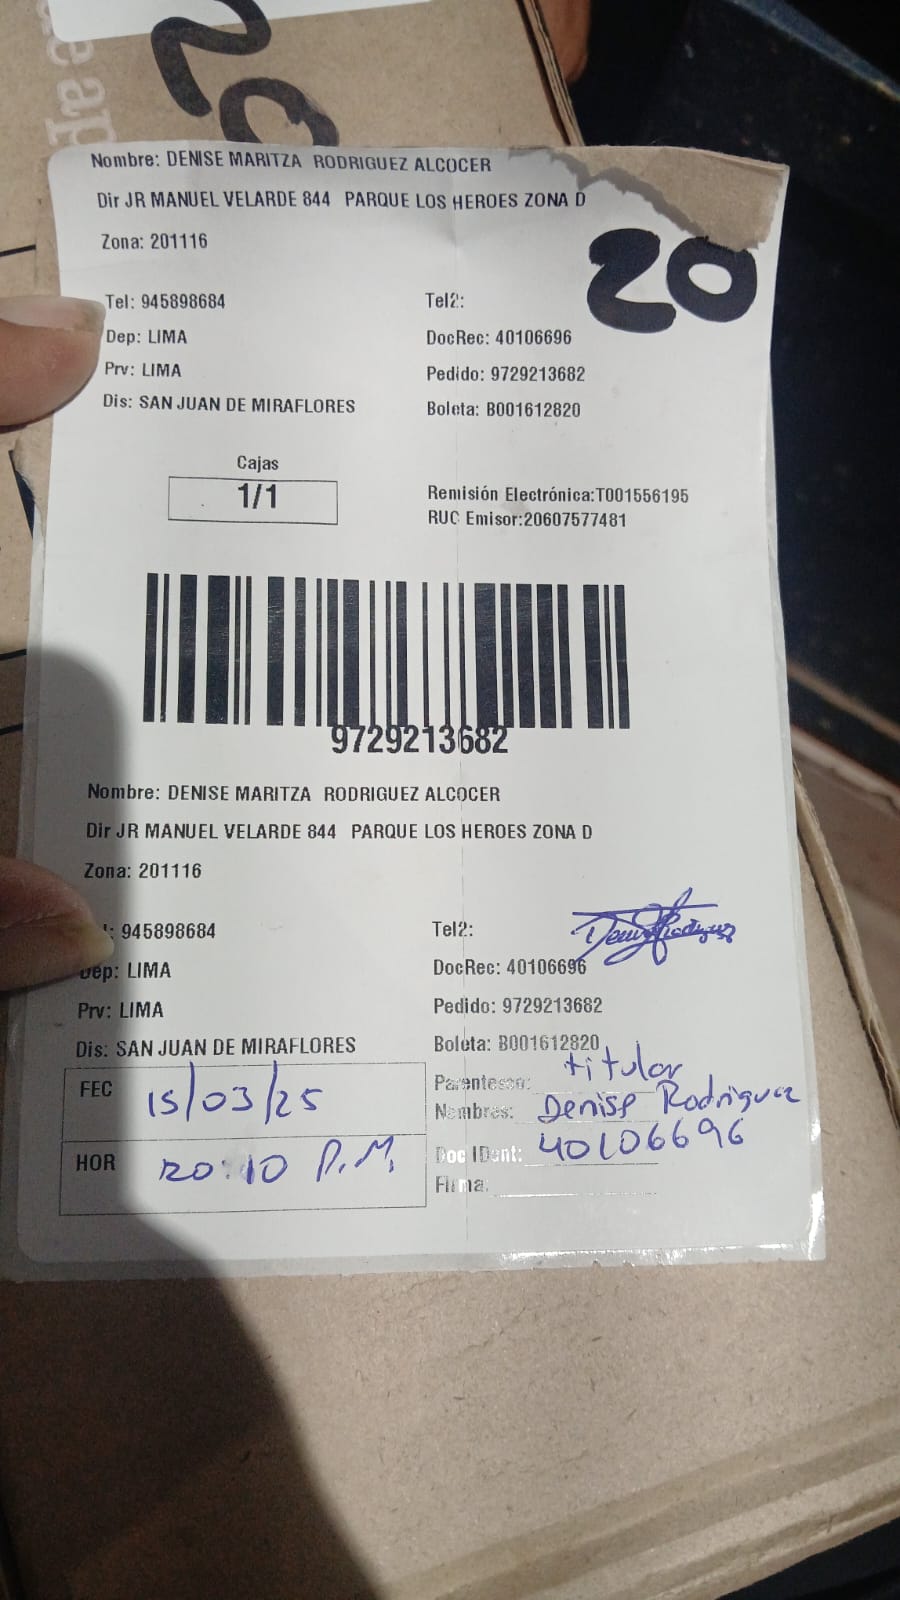 20
Nombre: DENISE MARITZA RODRIGUEZ ALCOCER
Dir JR MANUEL VELARDE 844 PARQUE LOS HEROES ZONA D
Zona: 201116
20
Tel: 945898684 Tel2:
Dep: LIMA DocRec: 40106696
Prv: LIMA Pedido: 9729213682
Dis: SAN JUAN DE MIRAFLORES Boleta: B001612820
Cajas
1/1
Remisión Electrónica:T001556195
RUC Emisor:20607577481
9729213682
Nombre: DENISE MARITZA RODRIGUEZ ALCOCER
Dir JR MANUEL VELARDE 844 PARQUE LOS HEROES ZONA D
Zona: 201116
: 945898684 Tel2:
Dep: LIMA DocRec: 40106696
Prv: LIMA Pedido: 9729213682
Dis: SAN JUAN DE MIRAFLORES Boleta: B001612820
FEC 15/03/25 Parentesco: titular
Nombres: Denise Rodriguez
HOR 20:10 P.M. Doc IDent: 40106696
Firma: